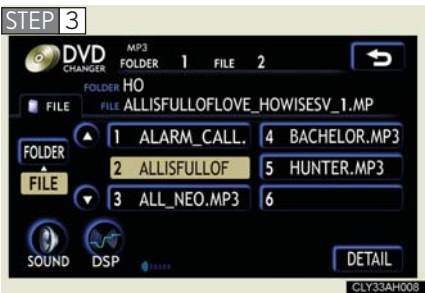 STEP 3
DVD CHANGER MP3 FOLDER 1 FILE 2
FOLDER HO
FILE FILE ALLISFULLOFLOVE_HOWISESV_1.MP
1 ALARM_CALL. 4 BACHELOR.MP3
FOLDER
2 ALLISFULLOF 5 HUNTER.MP3
FILE
3 ALL_NEO.MP3 6
SOUND DSP DETAIL
CLY33AH008